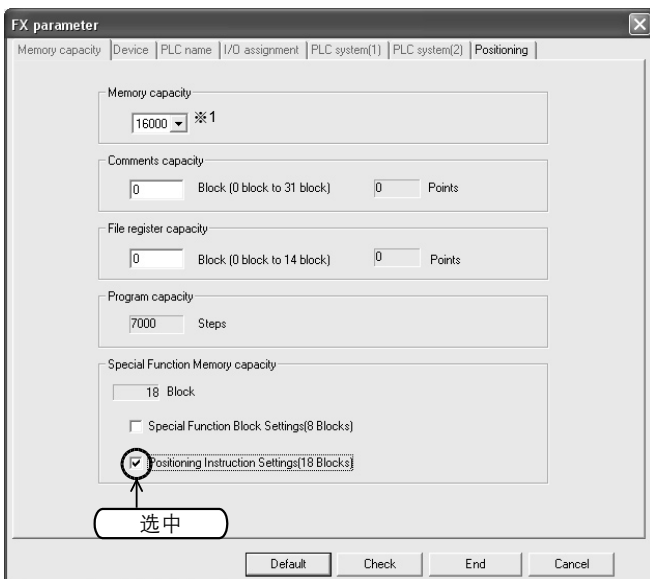 FX parameter
Memory capacity Device PLC name I/O assignment PLC system(1) PLC system(2) Positioning
Memory capacity
16000 ※1
Comments capacity
0 Block (0 block to 31 block) 0 Points
File register capacity
0 Block (0 block to 14 block) 0 Points
Program capacity
7000 Steps
Special Function Memory capacity
18 Block
Special Function Block Settings(8 Blocks)
Positioning Instruction Settings(18 Blocks)
选中
Default Check End Cancel